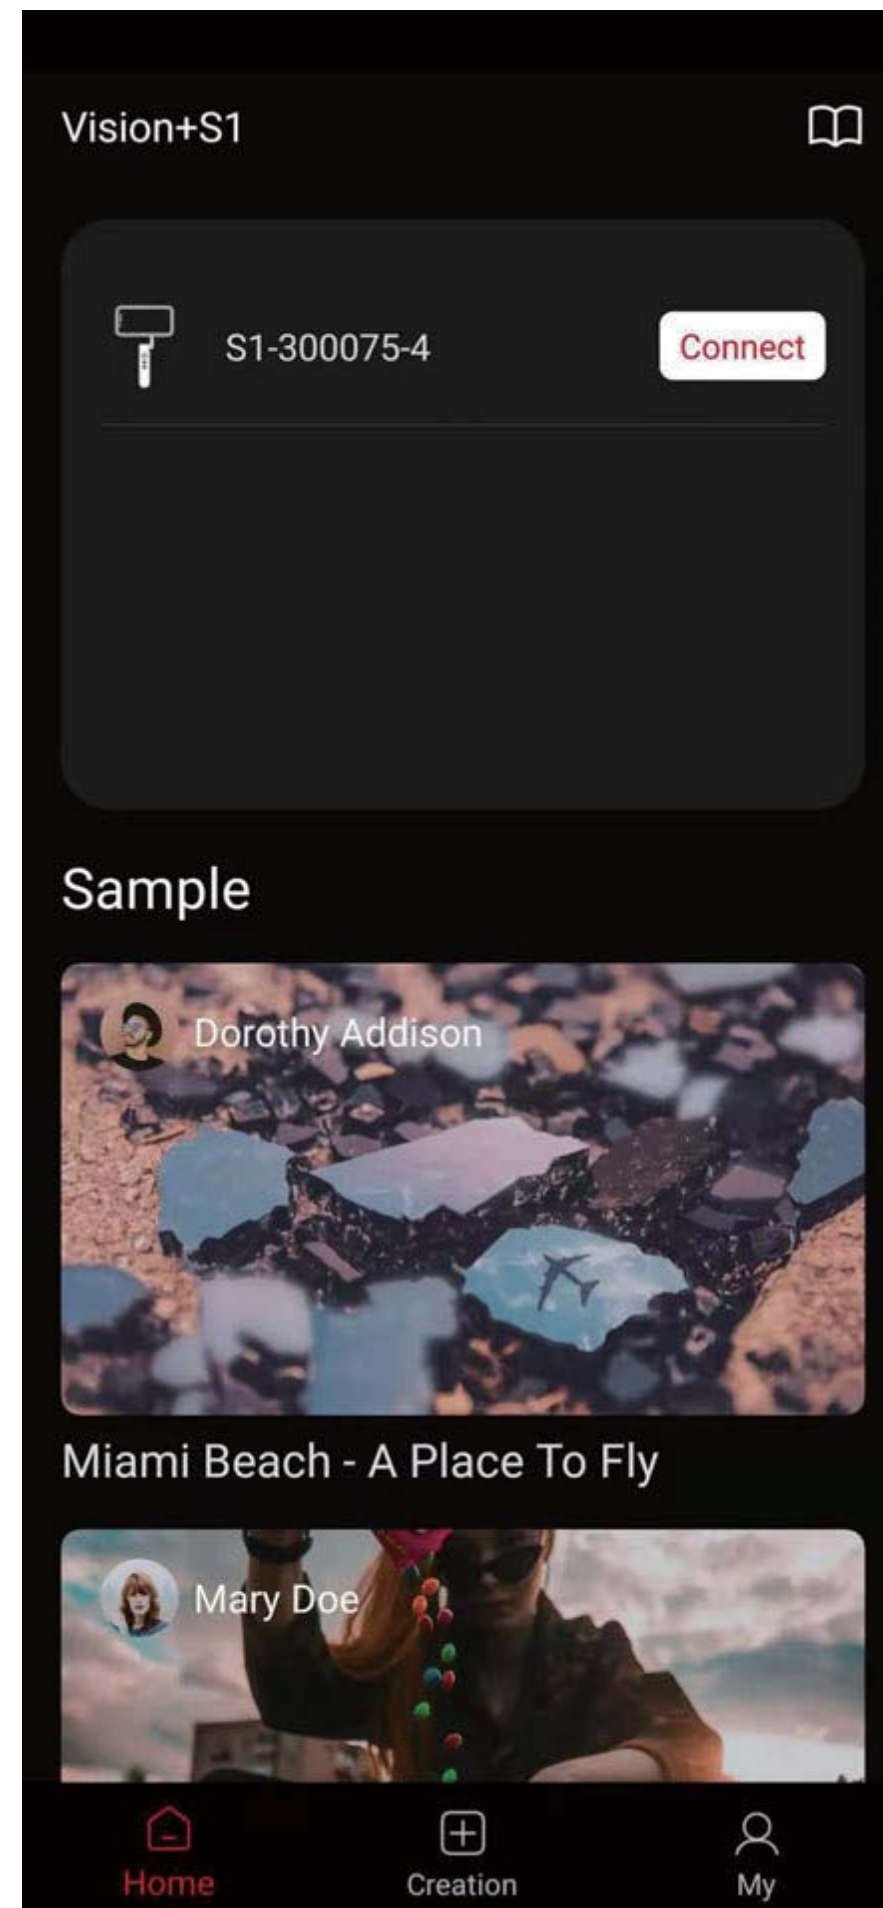 Vision+S1
S1-300075-4
Connect
Sample
Dorothy Addison
Miami Beach - A Place To Fly
Mary Doe
Home
Creation
My